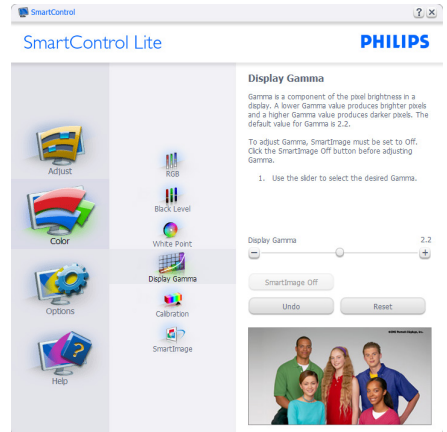 SmartControl
? ×
SmartControl Lite
PHILIPS
Adjust
Color
Options
Help
RGB
Black Level
White Point
Display Gamma
Calibration
SmartImage
Display Gamma
Gamma is a component of the pixel brightness in a
display. A lower Gamma value produces brighter pixels
and a higher Gamma value produces darker pixels. The
default value for Gamma is 2.2.
To adjust Gamma, SmartImage must be set to Off.
Click the SmartImage Off button before adjusting
Gamma.
1. Use the slider to select the desired Gamma.
Display Gamma 2.2
SmartImage Off
Undo Reset